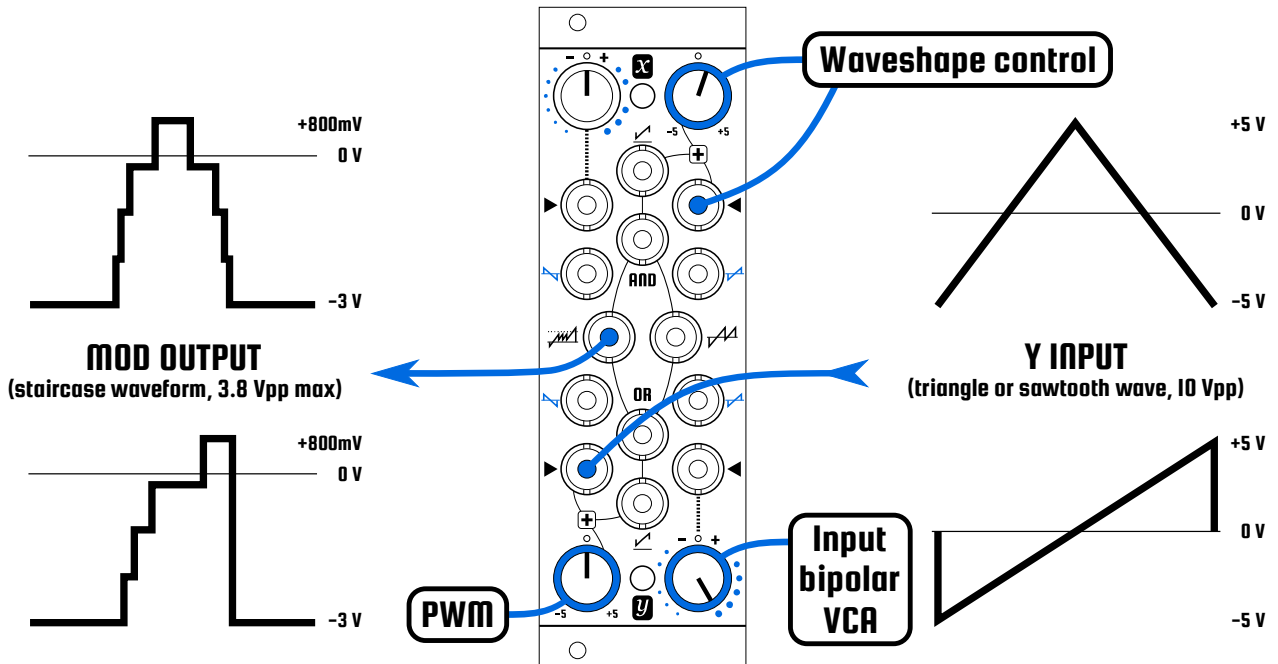 Waveshape control
- +
x
-5 +5
+
+800mV
0 V
-3 V
+5 V
0 V
-5 V
AND
MOD OUTPUT
(staircase waveform, 3.8 Vpp max)
Y INPUT
(triangle or sawtooth wave, 10 Vpp)
OR
+800mV
0 V
-3 V
+5 V
0 V
-5 V
+
- +
-5 +5
y
PWM
Input
bipolar
VCA